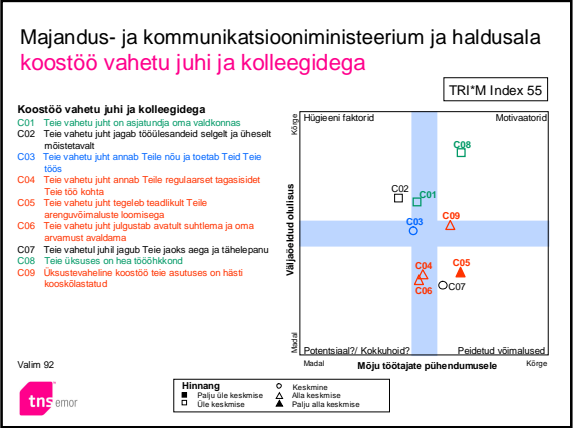 Majandus- ja kommunikatsiooniministeerium ja haldusala
koostöö vahetu juhi ja kolleegidega
TRI*M Index 55
Koostöö vahetu juhi ja kolleegidega
C01 Teie vahetu juht on asjatundja oma valdkonnas
C02 Teie vahetu juht jagab tööülesandeid selgelt ja üheselt
mõistetavalt
C03 Teie vahetu juht annab Teile nõu ja toetab Teid Teie
töös
C04 Teie vahetu juht annab Teile regulaarset tagasisidet
Teie töö kohta
C05 Teie vahetu juht tegeleb teadlikult Teile
arenguvõimaluste loomisega
C06 Teie vahetu juht julgustab avatult suhtlema ja oma
arvamust avaldama
C07 Teie vahetul juhil jagub Teie jaoks aega ja tähelepanu
C08 Teie üksuses on hea töööhkkond
C09 Üksustevaheline koostöö teie asutuses on hästi
kooskõlastatud
Kõrge
Väljaöeldud olulisus
Madal
Hügieeni faktorid
Motivaatorid
C08
C02
C01
C03
C09
C04
C05
C06
C07
Potentsiaal?/ Kokkuhoid?
Peidetud võimalused
Madal
Mõju töötajate pühendumusele
Kõrge
Valim 92
tns emor
Hinnang
Palju üle keskmise
Üle keskmise
Keskmine
Alla keskmise
Palju alla keskmise